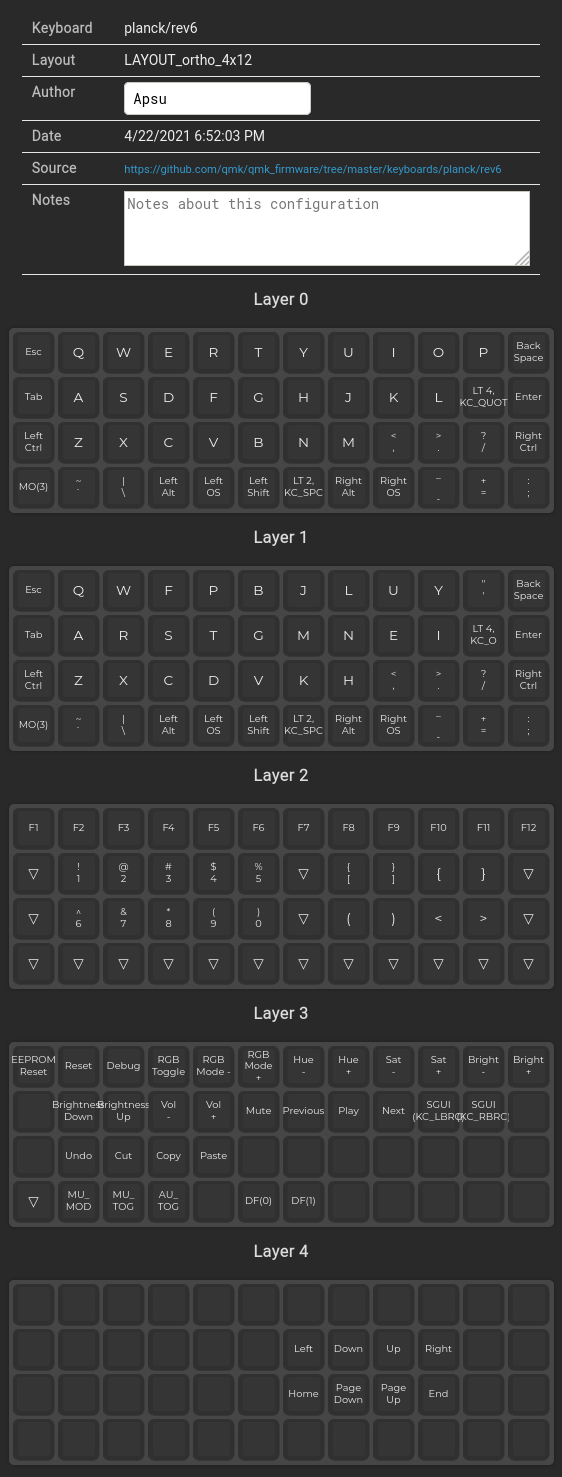 Keyboard planck/rev6
Layout LAYOUT_ortho_4x12
Author Apsu
Date 4/22/2021 6:52:03 PM
Source https://github.com/qmk/qmk_firmware/tree/master/keyboards/planck/rev6
Notes Notes about this configuration
Layer 0
Esc Q W E R T Y U I O P Back Space
Tab A S D F G H J K L LT 4, KC_QUOT Enter
Left Ctrl Z X C V B N M < , > . ? / Right Ctrl
MO(3) ~ ` | \ Left Alt Left OS Left Shift LT 2, KC_SPC Right Alt Right OS _ - + = : ;
Layer 1
Esc Q W F P B J L U Y " ' Back Space
Tab A R S T G M N E I LT 4, KC_O Enter
Left Ctrl Z X C D V K H < , > . ? / Right Ctrl
MO(3) ~ ` | \ Left Alt Left OS Left Shift LT 2, KC_SPC Right Alt Right OS _ - + = : ;
Layer 2
F1 F2 F3 F4 F5 F6 F7 F8 F9 F10 F11 F12
▽ ! 1 @ 2 # 3 $ 4 % 5 ▽ { [ } ] { } ▽
▽ ^ 6 & 7 * 8 ( 9 ) 0 ▽ ( ) < > ▽
▽ ▽ ▽ ▽ ▽ ▽ ▽ ▽ ▽ ▽ ▽ ▽
Layer 3
EEPROM Reset Reset Debug RGB Toggle RGB Mode - RGB Mode + Hue - Hue + Sat - Sat + Bright - Bright +
Brightness Down Brightness Up Vol - Vol + Mute Previous Play Next SGUI (KC_LBRC) SGUI (KC_RBRC)
Undo Cut Copy Paste
▽ MU_ MOD MU_ TOG AU_ TOG DF(0) DF(1)
Layer 4
Left Down Up Right
Home Page Down Page Up End